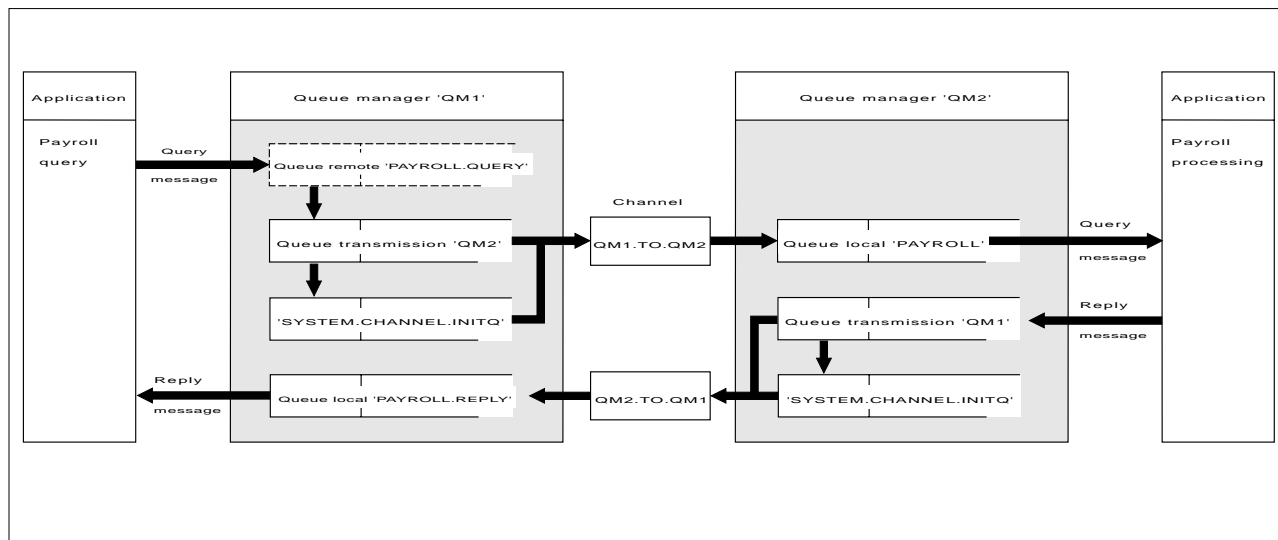 Application
Queue manager 'QM1'
Queue manager 'QM2'
Application
Payroll
query
Query
message
Queue remote 'PAYROLL.QUERY'
Payroll
processing
Channel
Queue transmission 'QM2'
QM1.TO.QM2
Queue local 'PAYROLL'
Query
message
'SYSTEM.CHANNEL.INITQ'
Queue transmission 'QM1'
Reply
message
Reply
message
Queue local 'PAYROLL.REPLY'
QM2.TO.QM1
'SYSTEM.CHANNEL.INITQ'